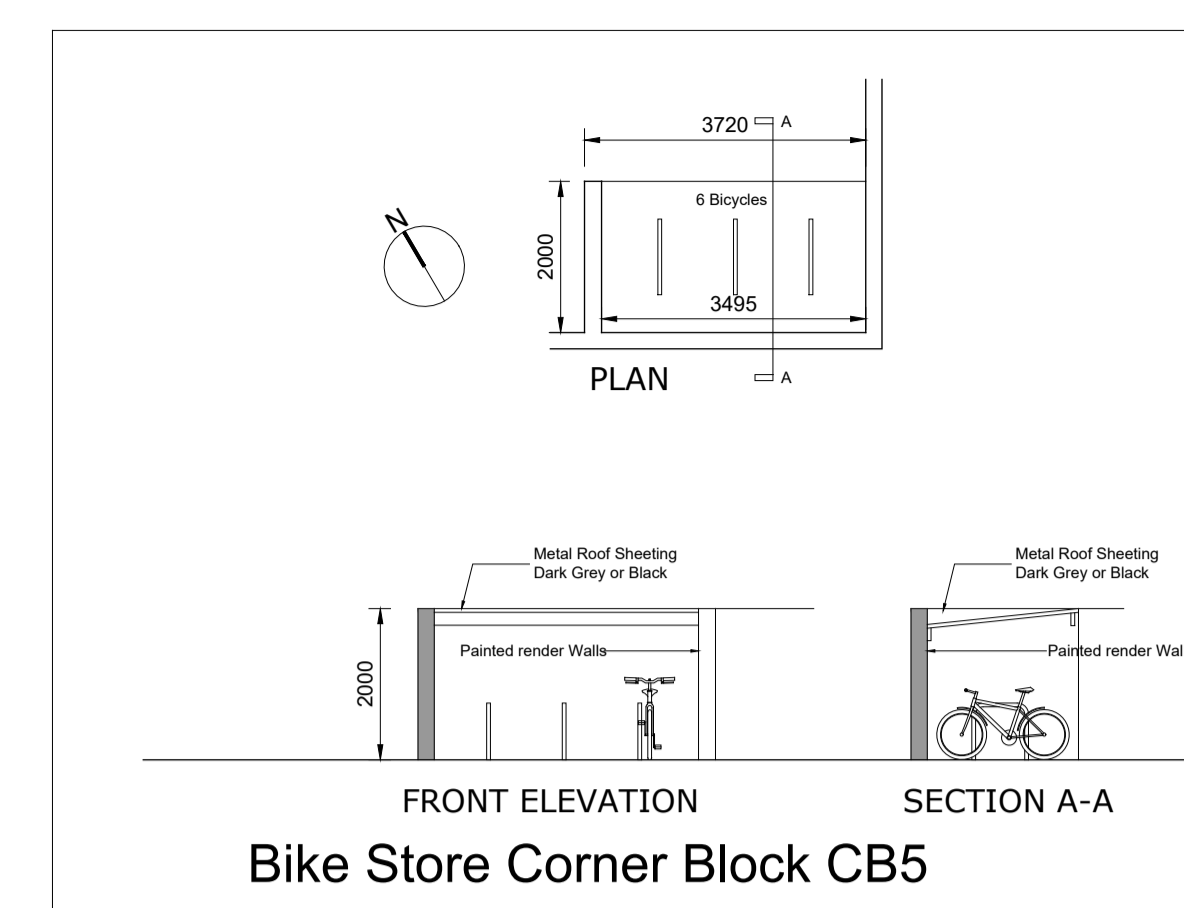 3720
A
6 Bicycles
N
2000
3495
PLAN
A
Metal Roof Sheeting
Dark Grey or Black
Metal Roof Sheeting
Dark Grey or Black
Painted render Walls
Painted render Wal
2000
FRONT ELEVATION
SECTION A-A
Bike Store Corner Block CB5